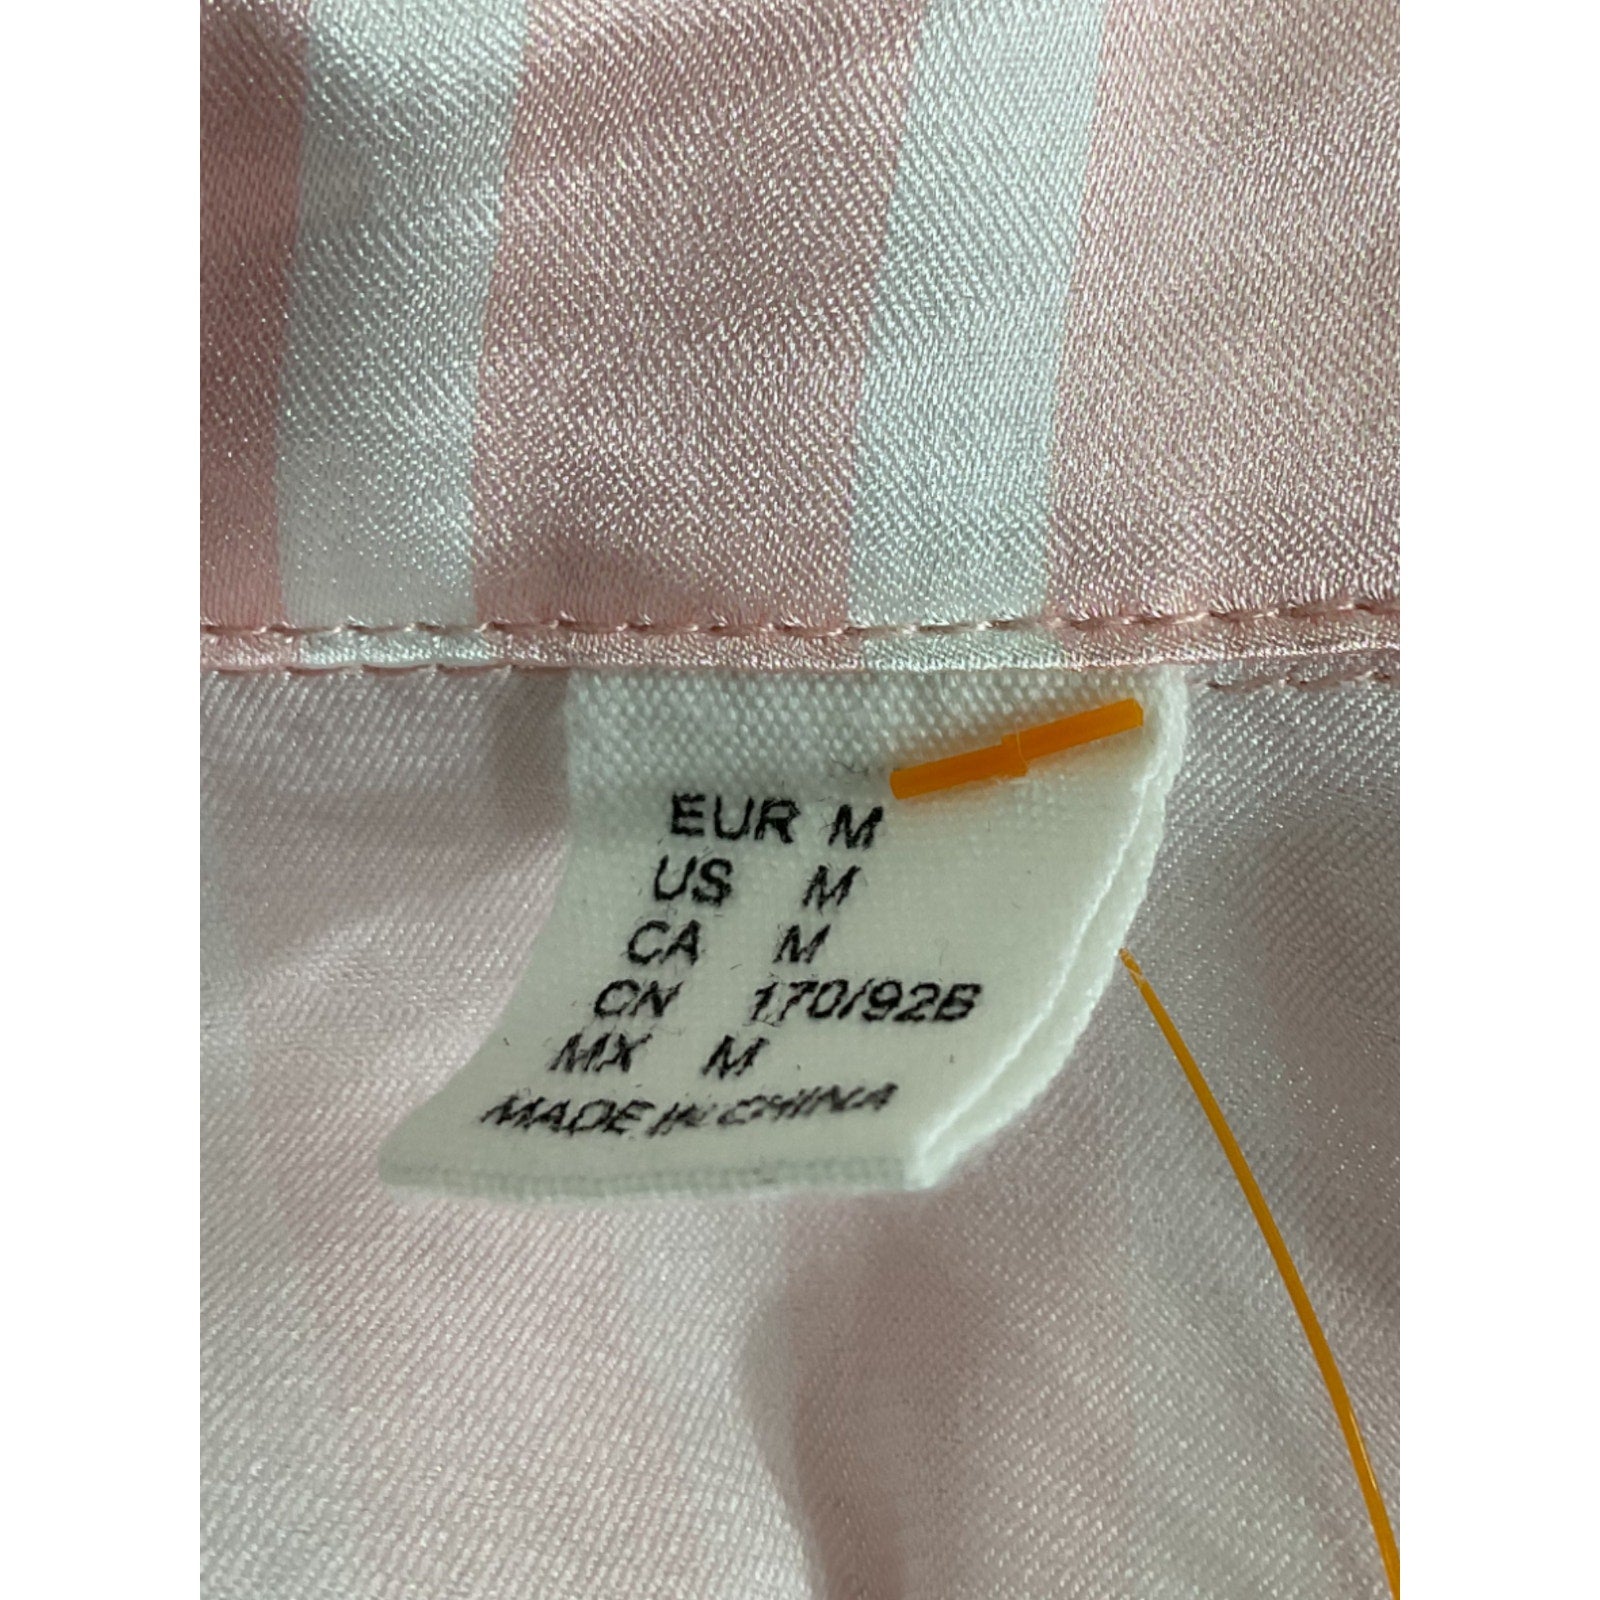 EUR M
US M
CA M
CN 170/92B
MX M
MADE IN CHINA